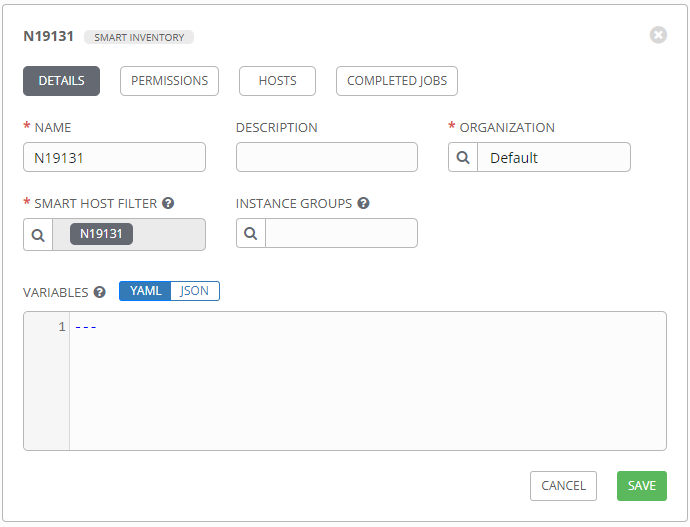 N19131 SMART INVENTORY
DETAILS PERMISSIONS HOSTS COMPLETED JOBS
* NAME DESCRIPTION * ORGANIZATION
N19131 Default
* SMART HOST FILTER ? INSTANCE GROUPS ?
N19131
VARIABLES ? YAML JSON
1 ---
CANCEL SAVE